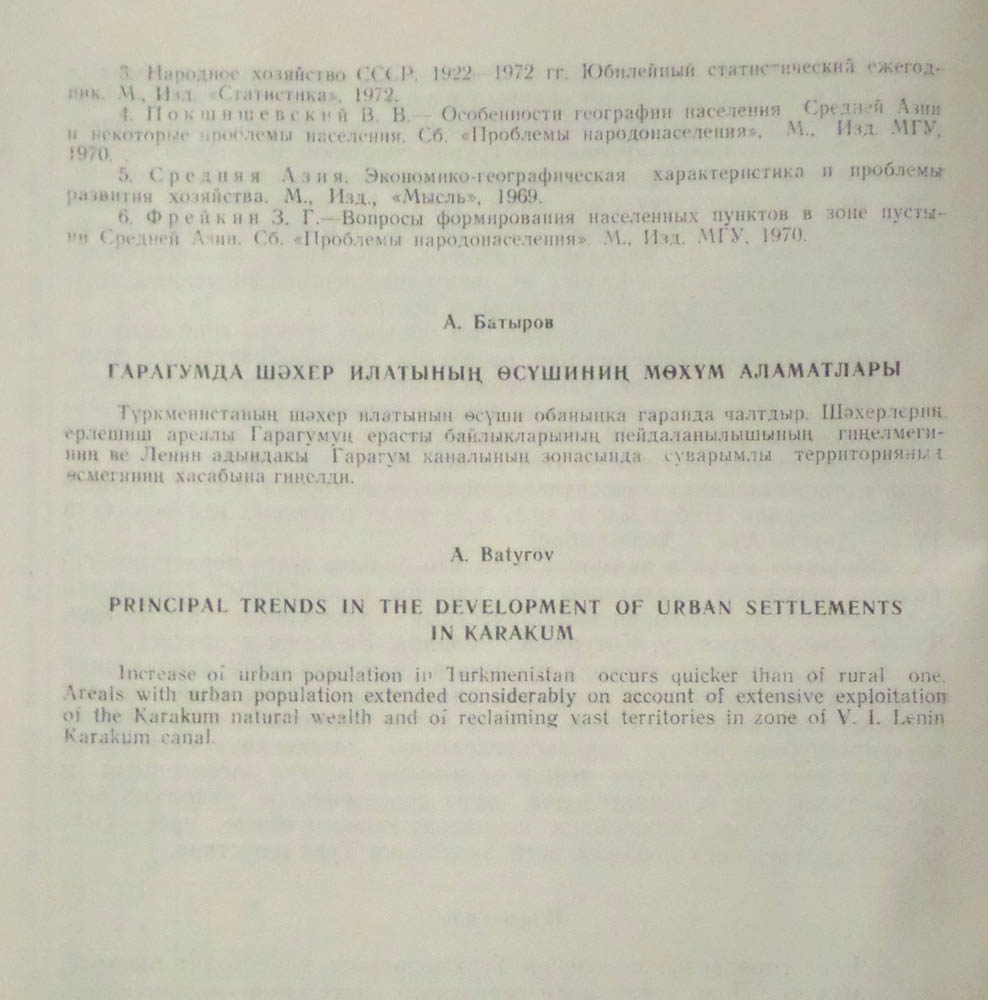 3. Народное хозяйство СССР. 1922—1972 гг. Юбилейный статистический ежегод-
ник. М., Изд. «Статистика», 1972.
4. Покшишевский В. В.— Особенности географии населения Средней Азии
и некоторые проблемы населения. Сб. «Проблемы народонаселения». М., Изд. МГУ,
1970.
5. Средняя Азия. Экономико-географическая характеристика и проблемы
развития хозяйства. М., Изд., «Мысль», 1969.
6. Фрейкин З. Г.—Вопросы формирования населенных пунктов в зоне пусты-
ни Средней Азии. Сб. «Проблемы народонаселения». М., Изд. МГУ, 1970.
А. Батыров
ГАРАГУМДА ШӘХЕР ИЛАТЫНЫҢ ӨСҮШИНИҢ МӨХҮМ АЛАМАТЛАРЫ
Түркменистаның шәхер илатының өсүши обаныңка гаранда чалтдыр. Шәхерлериң
ерлешиш ареалы Гарагумуң ерасты байлыкларының пейдаланылышының гиңелмеги-
ниң ве Ленин адындакы Гарагум каналының зонасында суварымлы территорияның
өсмегиниң хасабына гиңелди.
A. Batyrov
PRINCIPAL TRENDS IN THE DEVELOPMENT OF URBAN SETTLEMENTS
IN KARAKUM
Increase of urban population in Turkmenistan occurs quicker than of rural one.
Areals with urban population extended considerably on account of extensive exploitation
of the Karakum natural wealth and of reclaiming vast territories in zone of V. I. Lenin
Karakum canal.